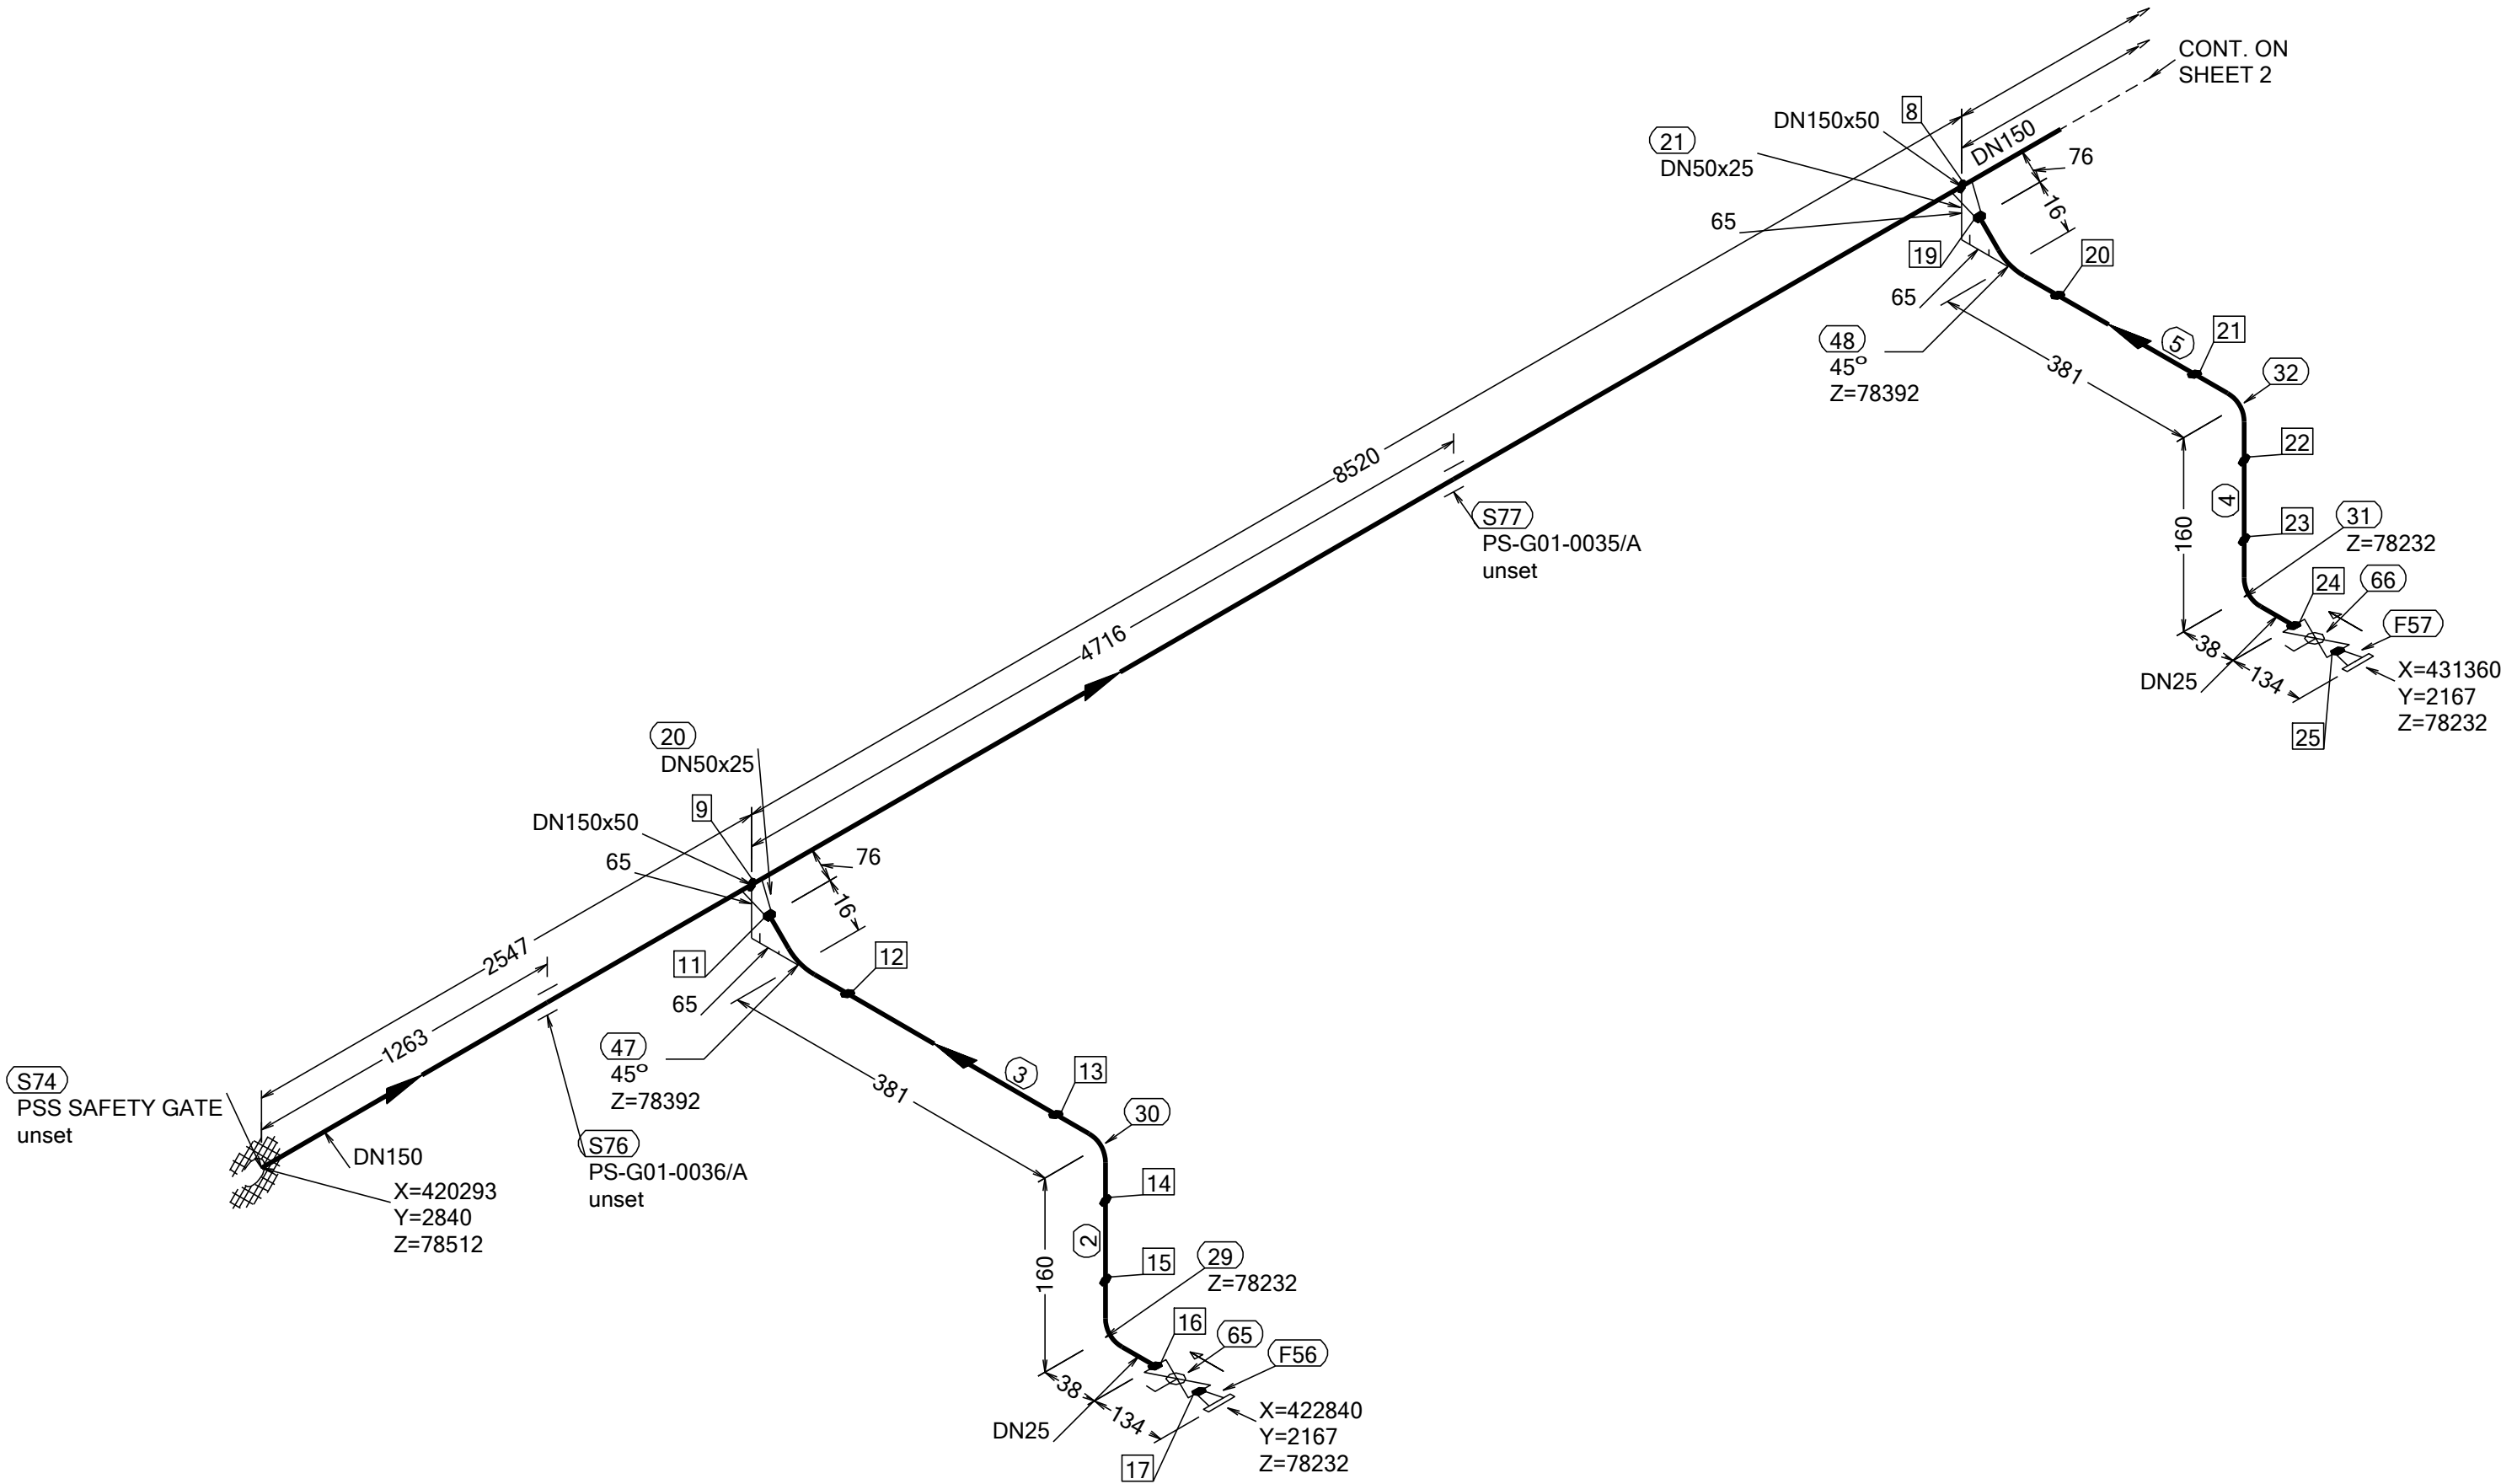 CONT. ON
SHEET 2
8
DN150x50
21
DN50x25
DN150
76
16
65
19
20
65
48
45°
Z=78392
5
21
381
32
8520
22
S77
PS-G01-0035/A
unset
4
160
23
31
Z=78232
24
66
F57
38
DN25
134
X=431360
Y=2167
Z=78232
25
4716
20
DN50x25
9
DN150x50
65
76
16
2547
11
12
65
1263
47
45°
Z=78392
3
13
381
30
S74
PSS SAFETY GATE
unset
DN150
S76
PS-G01-0036/A
unset
X=420293
Y=2840
Z=78512
14
2
160
15
29
Z=78232
16
65
F56
38
DN25
134
X=422840
Y=2167
Z=78232
17